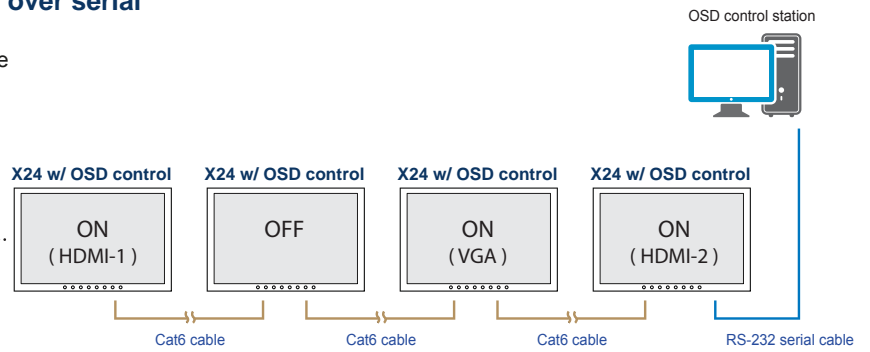 over serial
OSD control station
e
X24 w/ OSD control X24 w/ OSD control X24 w/ OSD control X24 w/ OSD control
ON OFF ON ON
( HDMI-1 ) ( VGA ) ( HDMI-2 )
.
Cat6 cable Cat6 cable Cat6 cable RS-232 serial cable